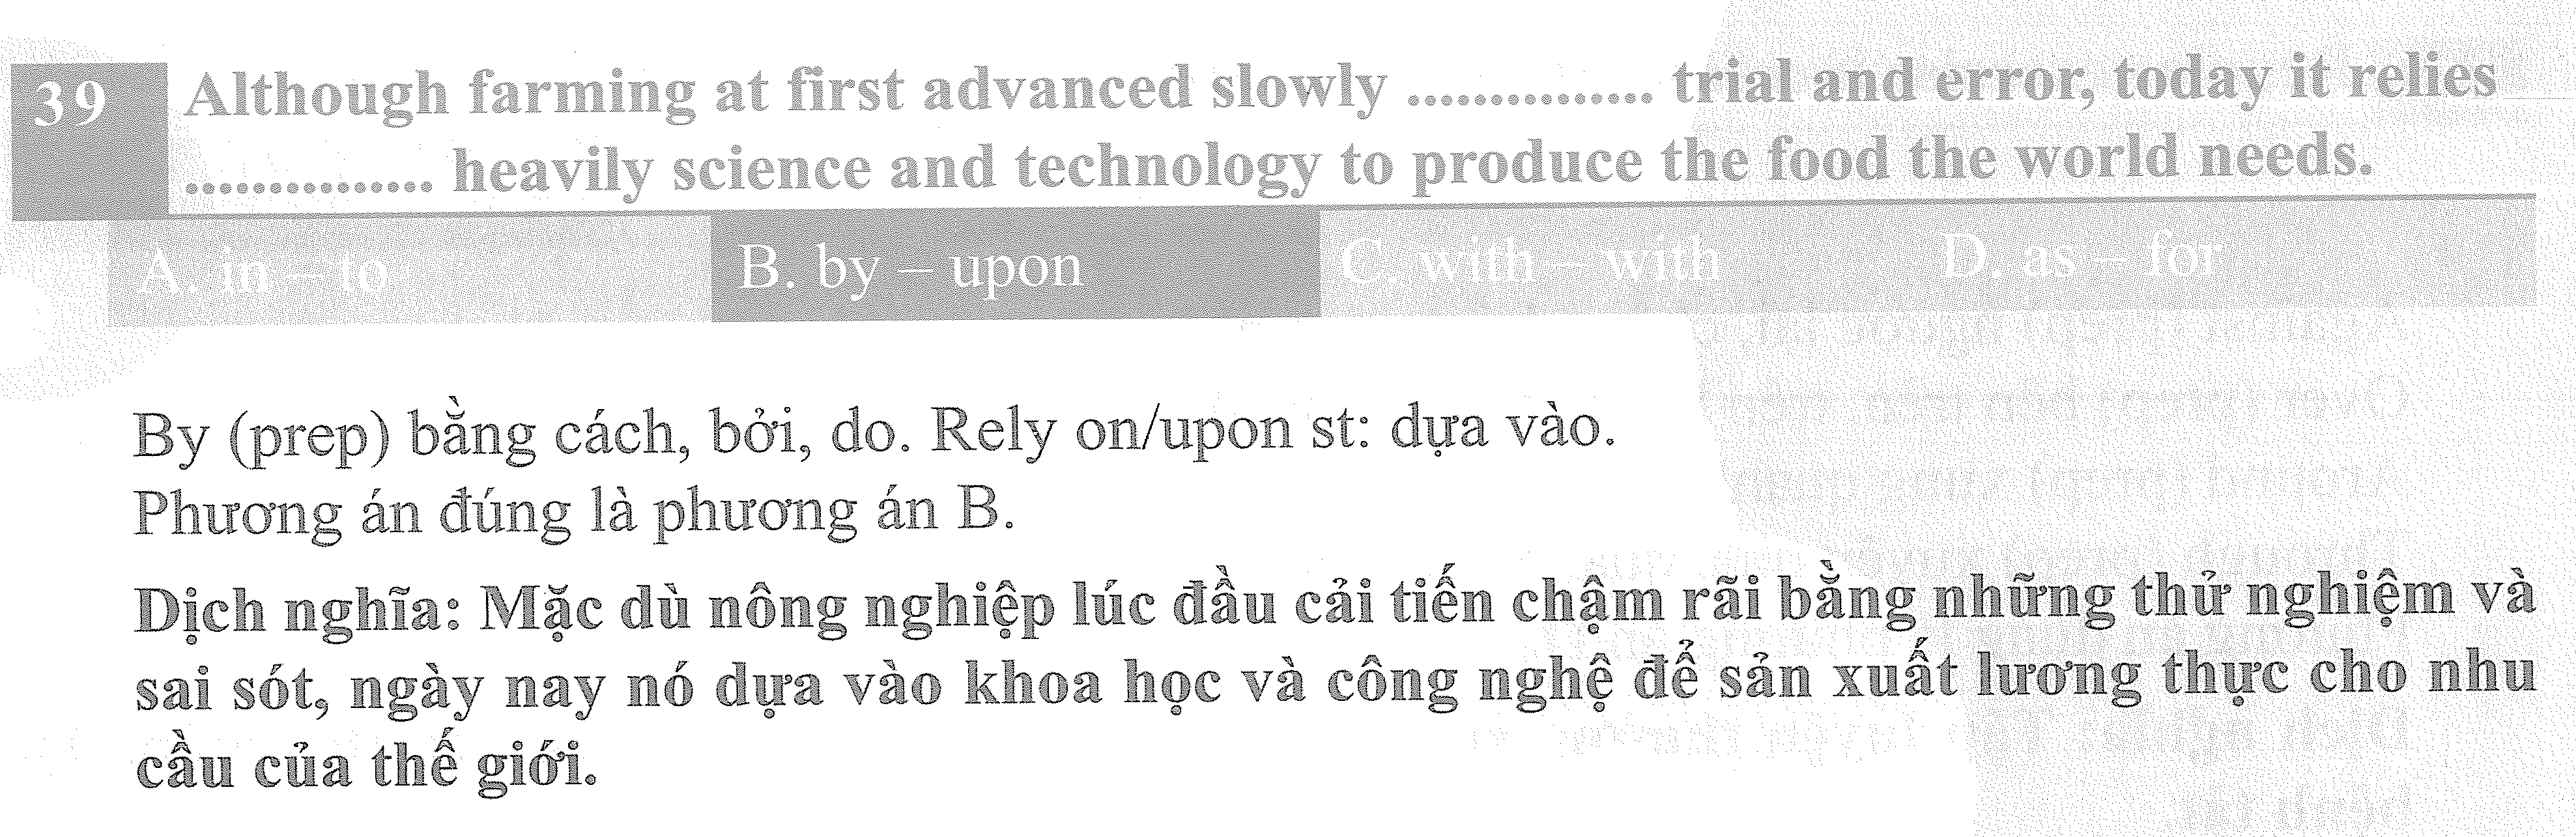 39 Although farming at first advanced slowly .............. trial and error, today it relies
.............. heavily science and technology to produce the food the world needs.
A. in – to B. by – upon C. with – with D. as – for
By (prep) bằng cách, bởi, do. Rely on/upon st: dựa vào.
Phương án đúng là phương án B.
Dịch nghĩa: Mặc dù nông nghiệp lúc đầu cải tiến chậm rãi bằng những thử nghiệm và
sai sót, ngày nay nó dựa vào khoa học và công nghệ để sản xuất lương thực cho nhu
cầu của thế giới.